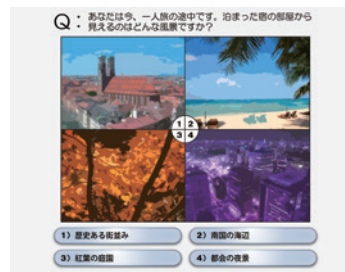 Q: あなたは今、一人旅の途中です。泊まった宿の部屋から
見えるのはどんな風景ですか?
1 2
3 4
1) 歴史ある街並み
2) 南国の海辺
3) 紅葉の庭園
4) 都会の夜景